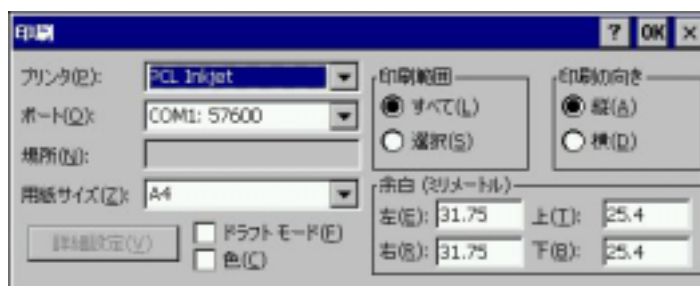 印刷 ? OK ×
プリンタ(P): PCL Inkjet
ポート(O): COM1: 57600
場所(N):
用紙サイズ(Z): A4
詳細設定(V)
ドラフト モード(F)
色(C)
印刷範囲
すべて(L)
選択(S)
印刷の向き
縦(A)
横(D)
余白 (ミリメートル)
左(E): 31.75 上(T): 25.4
右(R): 31.75 下(B): 25.4